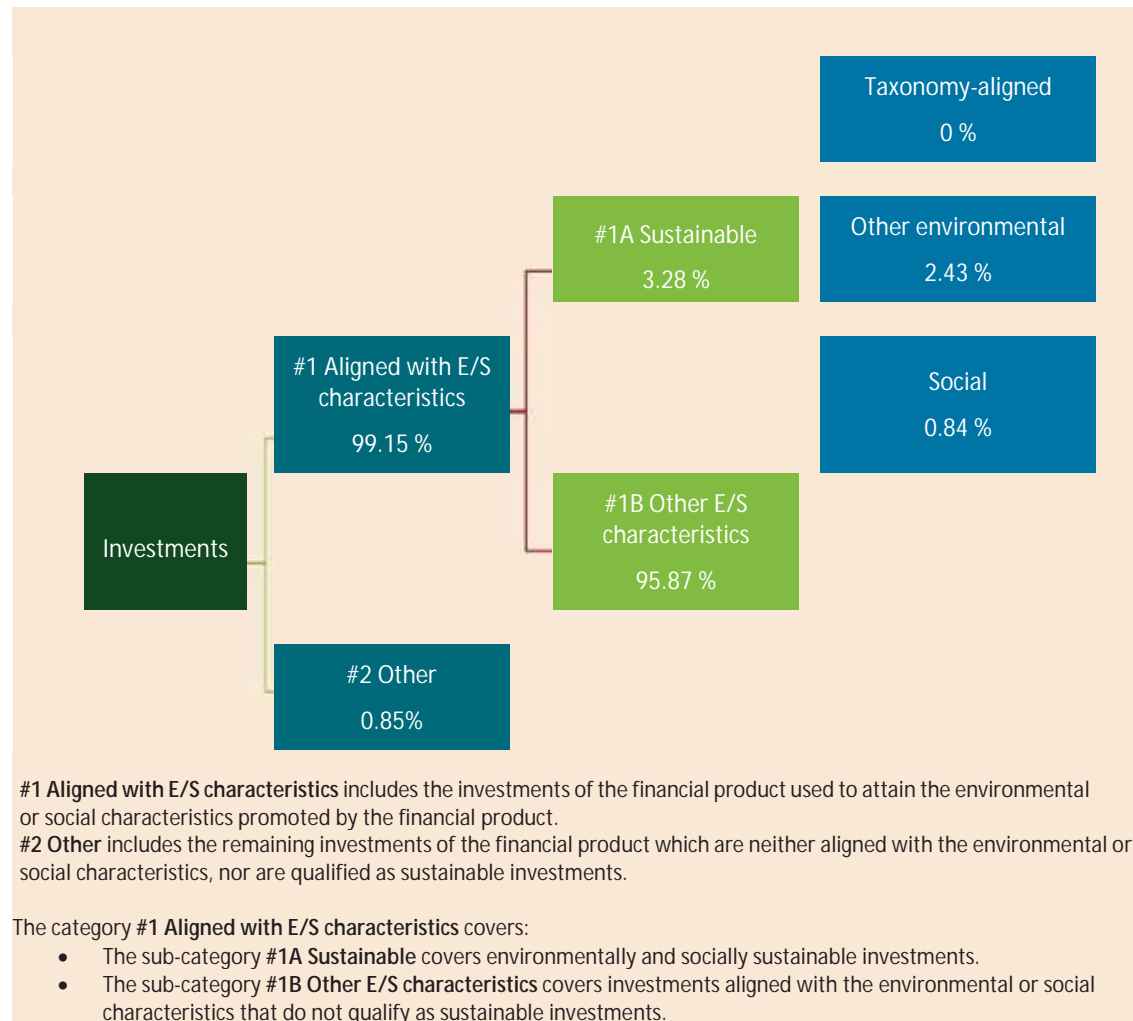 Taxonomy-aligned
0 %
#1A Sustainable
3.28 %
Other environmental
2.43 %
#1 Aligned with E/S
characteristics
99.15 %
Social
0.84 %
Investments
#1B Other E/S
characteristics
95.87 %
#2 Other
0.85%
#1 Aligned with E/S characteristics includes the investments of the financial product used to attain the environmental
or social characteristics promoted by the financial product.
#2 Other includes the remaining investments of the financial product which are neither aligned with the environmental or
social characteristics, nor are qualified as sustainable investments.
The category #1 Aligned with E/S characteristics covers:
• The sub-category #1A Sustainable covers environmentally and socially sustainable investments.
• The sub-category #1B Other E/S characteristics covers investments aligned with the environmental or social
characteristics that do not qualify as sustainable investments.